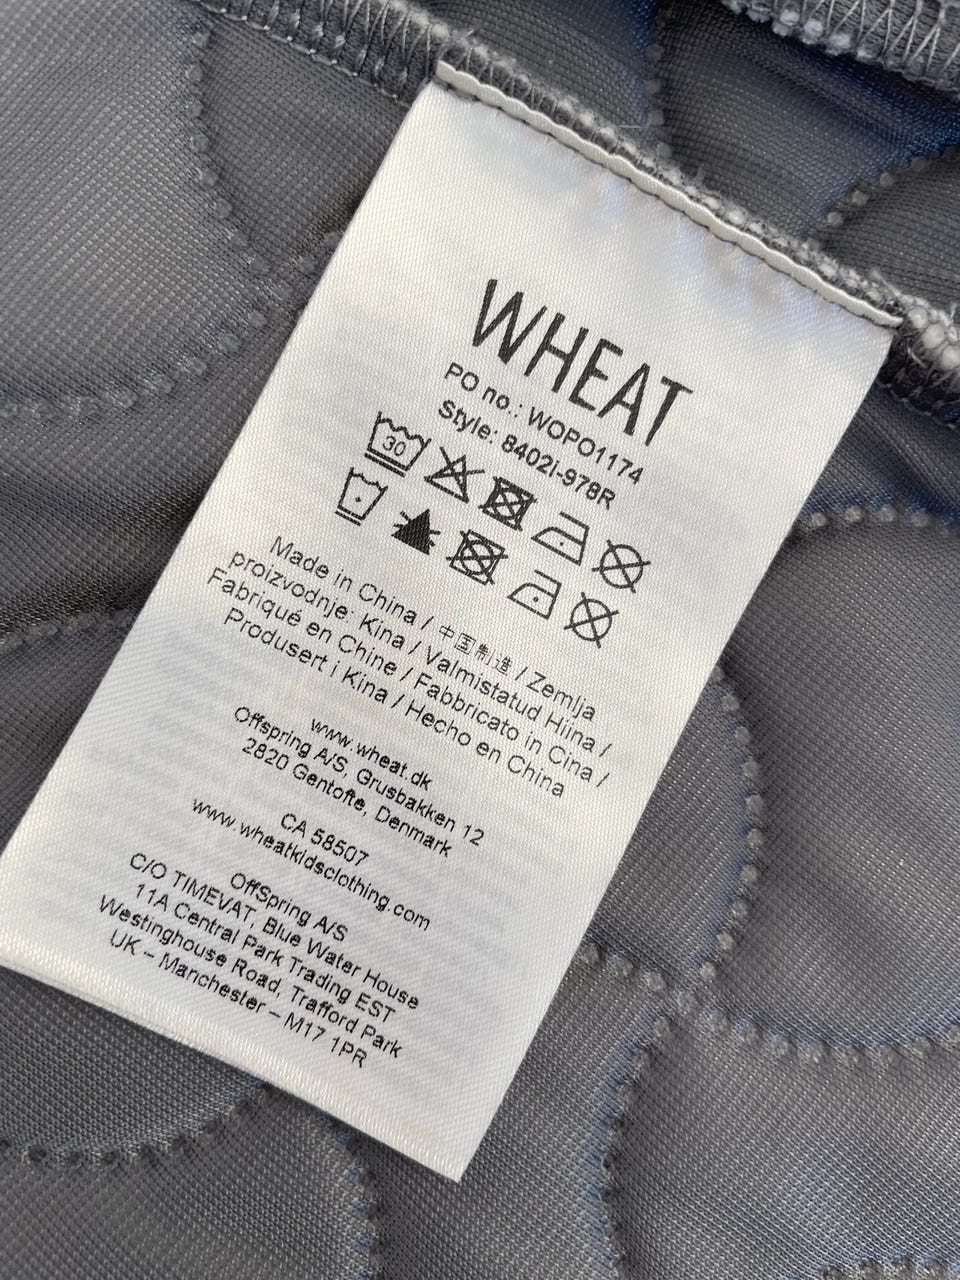 WHEAT
PO no.: WOPO1174
Style: 8402i-978R
30
Made in China / 中国制造 / Zemlja
proizvodnje: Kina / Valmistatud Hiina /
Fabriqué en Chine / Fabbricato in Cina /
Produsert i Kina / Hecho en China
www.wheat.dk
Offspring A/S, Grusbakken 12
2820 Gentofte, Denmark
CA 58507
www.wheatkidsclothing.com
OffSpring A/S
C/O TIMEVAT, Blue Water House
11A Central Park Trading EST
Westinghouse Road, Trafford Park
UK – Manchester – M17 1PR